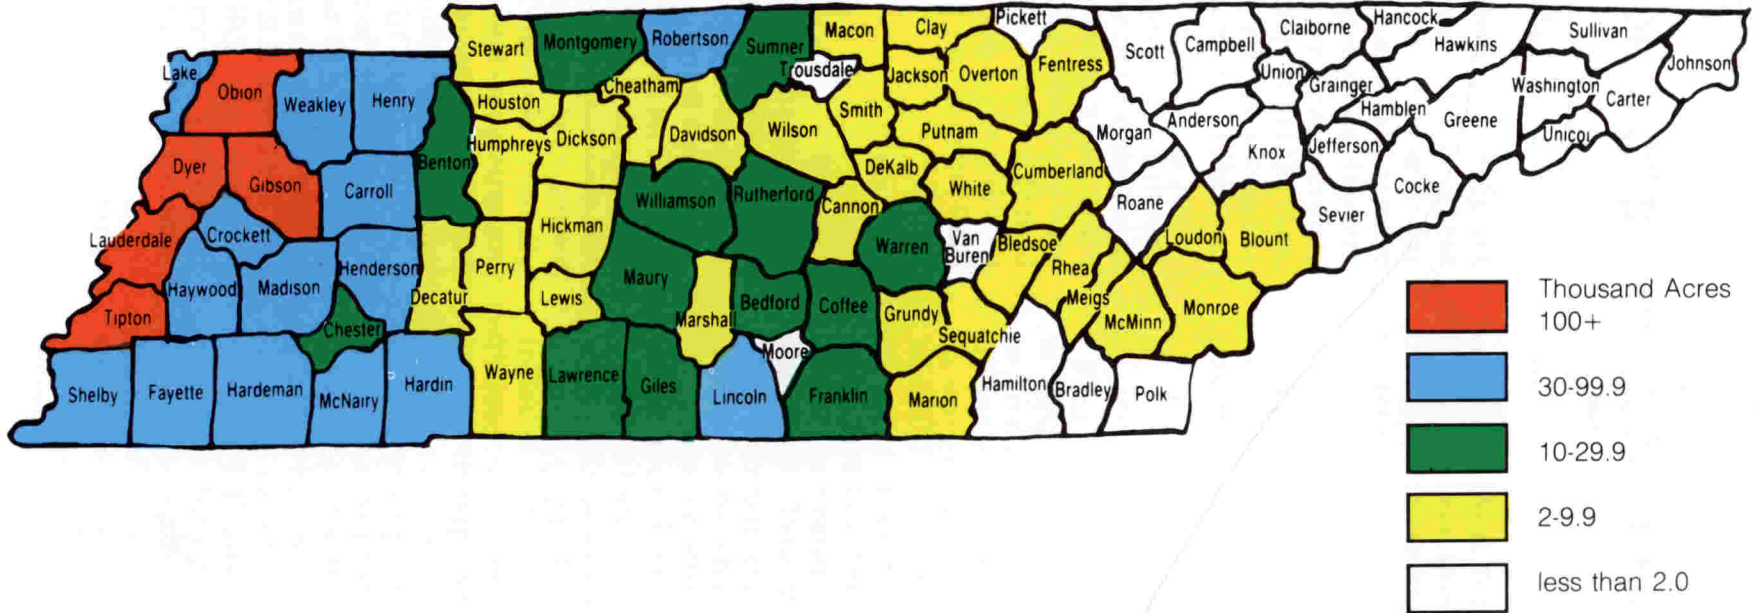 Stewart
Montgomery
Robertson
Sumner
Macon
Clay
Pickett
Scott
Campbell
Claiborne
Hancock
Hawkins
Sullivan
Johnson
Lake
Obion
Weakley
Henry
Houston
Cheatham
Trousdale
Jackson
Overton
Fentress
Union
Grainger
Washington
Carter
Hamblen
Greene
Unicoi
Benton
Humphreys
Dickson
Davidson
Wilson
Smith
Putnam
Morgan
Anderson
Knox
Jefferson
Dyer
Gibson
Carroll
Williamson
Rutherford
DeKalb
White
Cumberland
Roane
Sevier
Cocke
Lauderdale
Crockett
Hickman
Cannon
Warren
Van
Buren
Bledsoe
Loudon
Blount
Haywood
Madison
Henderson
Decatur
Perry
Lewis
Maury
Marshall
Bedford
Coffee
Grundy
Sequatchie
Rhea
Meigs
McMinn
Monroe
Tipton
Chester
Moore
Shelby
Fayette
Hardeman
McNairy
Hardin
Wayne
Lawrence
Giles
Lincoln
Franklin
Marion
Hamilton
Bradley
Polk
Thousand Acres
100+
30-99.9
10-29.9
2-9.9
less than 2.0